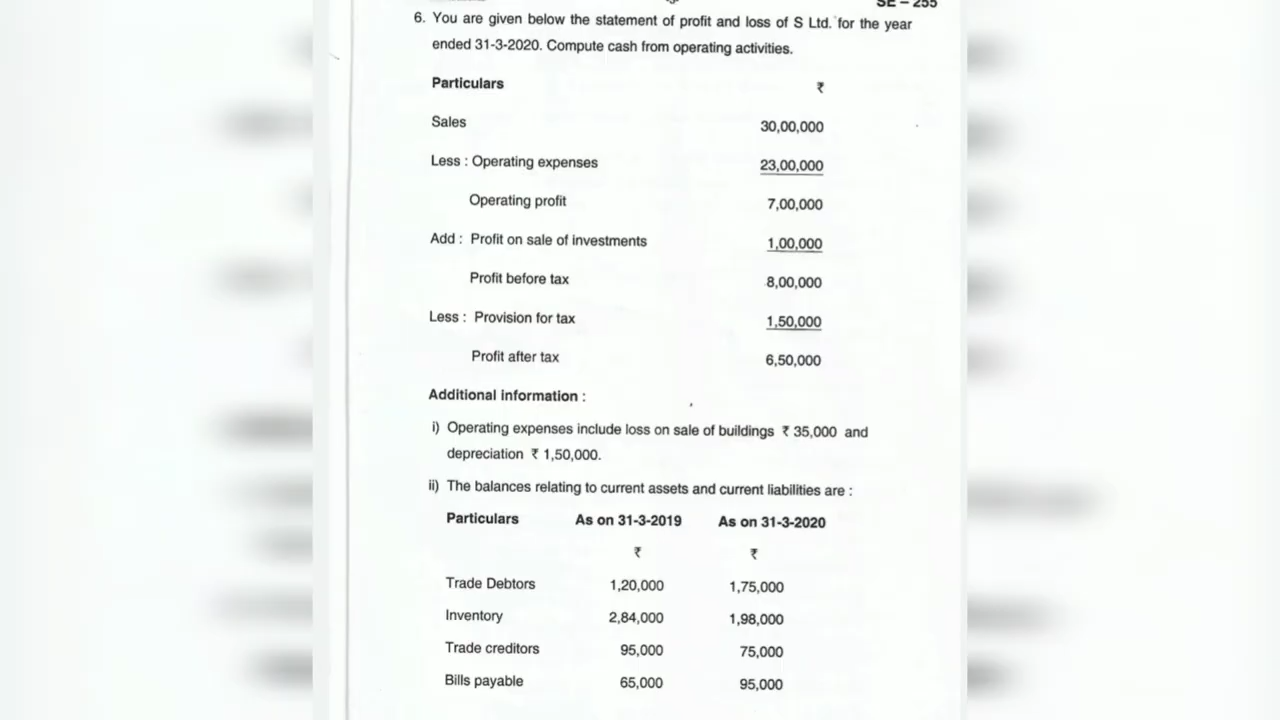 SE – 255
6. You are given below the statement of profit and loss of S Ltd. for the year
ended 31-3-2020. Compute cash from operating activities.
Particulars ₹
Sales 30,00,000
Less : Operating expenses 23,00,000
Operating profit 7,00,000
Add : Profit on sale of investments 1,00,000
Profit before tax 8,00,000
Less : Provision for tax 1,50,000
Profit after tax 6,50,000
Additional information :
i) Operating expenses include loss on sale of buildings ₹ 35,000 and
depreciation ₹ 1,50,000.
ii) The balances relating to current assets and current liabilities are :
Particulars As on 31-3-2019 As on 31-3-2020
₹ ₹
Trade Debtors 1,20,000 1,75,000
Inventory 2,84,000 1,98,000
Trade creditors 95,000 75,000
Bills payable 65,000 95,000